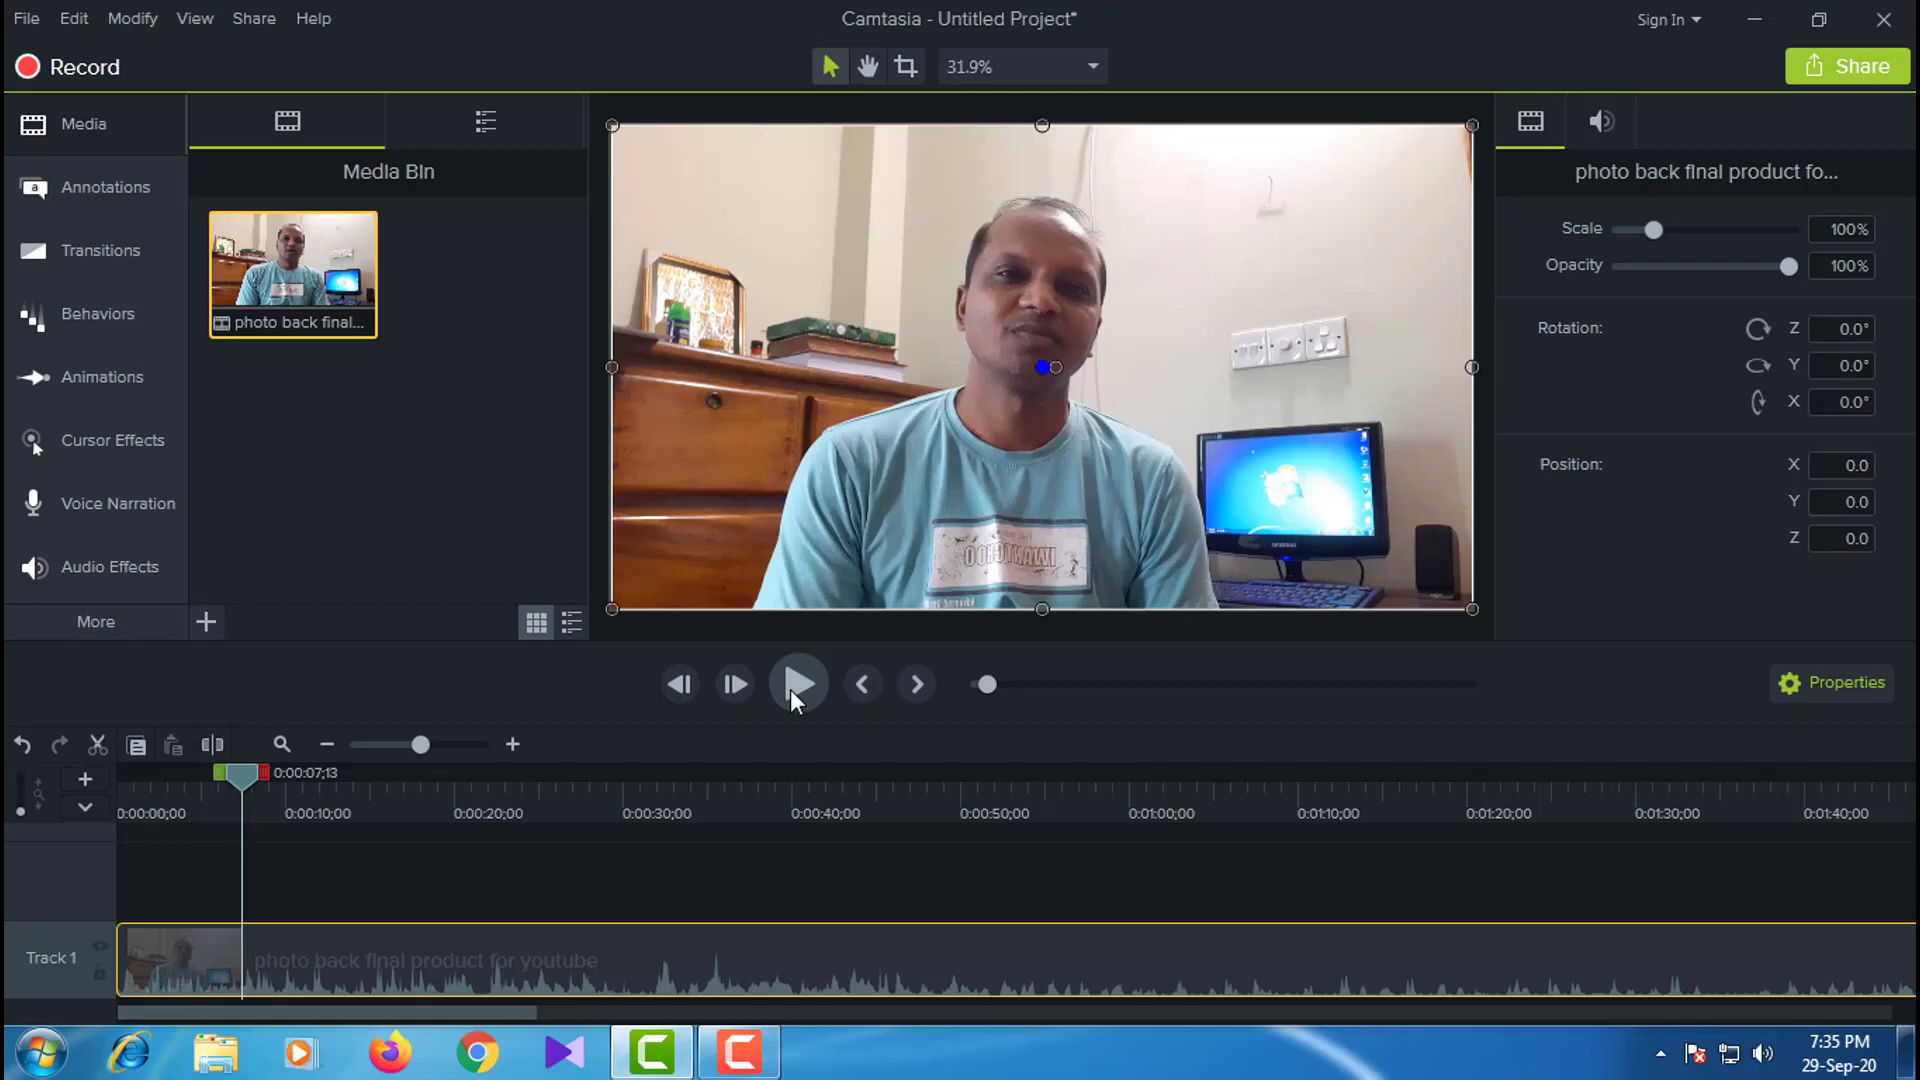 File Edit Modify View Share Help
Camtasia - Untitled Project*
Sign In
Record
31.9%
Share
Media
Annotations
Transitions
Behaviors
Animations
Cursor Effects
Voice Narration
Audio Effects
More
Media Bin
photo back final...
photo back final product fo...
Scale 100%
Opacity 100%
Rotation: Z 0.0°
Y 0.0°
X 0.0°
Position: X 0.0
Y 0.0
Z 0.0
Properties
0:00:07;13
0:00:00;00 0:00:10;00 0:00:20;00 0:00:30;00 0:00:40;00 0:00:50;00 0:01:00;00 0:01:10;00 0:01:20;00 0:01:30;00 0:01:40;00
Track 1
photo back final product for youtube
7:35 PM
29-Sep-20